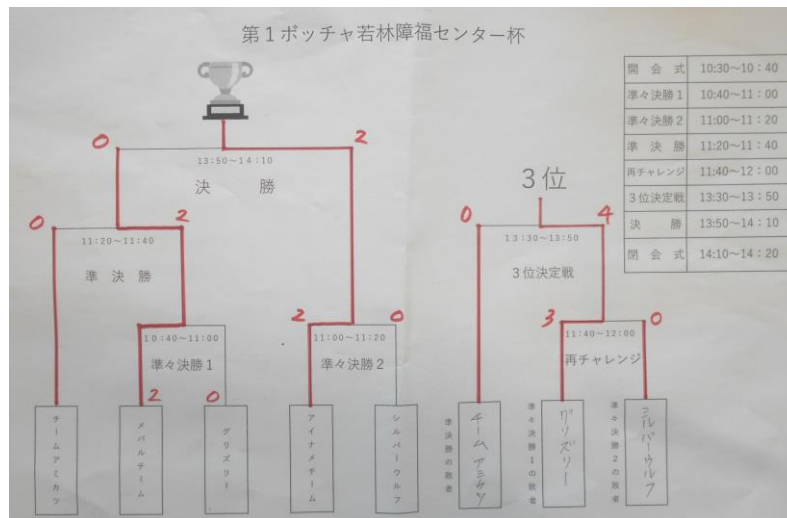 第1ボッチャ若林障福センター杯
開会式 10:30～10:40
準々決勝1 10:40～11:00
準々決勝2 11:00～11:20
準決勝 11:20～11:40
再チャレンジ 11:40～12:00
3位決定戦 13:30～13:50
決勝 13:50～14:10
閉会式 14:10～14:20
0 2
13:50～14:10
決勝
0 2
11:20～11:40
準決勝
10:40～11:00
準々決勝1
2 0
2 0
11:00～11:20
準々決勝2
3位
0 4
13:30～13:50
3位決定戦
3 0
11:40～12:00
再チャレンジ
チームアミカツ
メバルチーム
グリズリー
アイナメチーム
シルバーウルフ
準決勝の敗者
チームアミカツ
準々決勝1の敗者
グリズリー
準々決勝2の敗者
シルバーウルフ